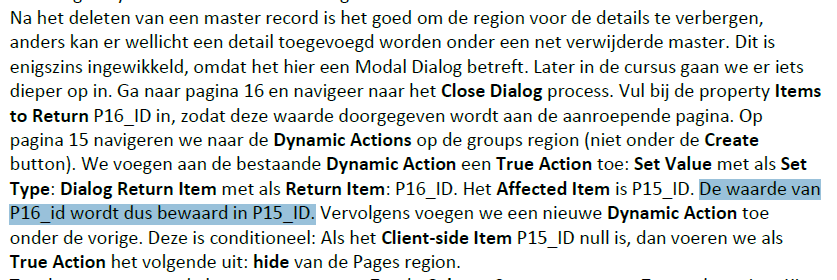 Na het deleten van een master record is het goed om de region voor de details te verbergen,
anders kan er wellicht een detail toegevoegd worden onder een net verwijderde master. Dit is
enigszins ingewikkeld, omdat het hier een Modal Dialog betreft. Later in de cursus gaan we er iets
dieper op in. Ga naar pagina 16 en navigeer naar het Close Dialog process. Vul bij de property Items
to Return P16_ID in, zodat deze waarde doorgegeven wordt aan de aanroepende pagina. Op
pagina 15 navigeren we naar de Dynamic Actions op de groups region (niet onder de Create
button). We voegen aan de bestaande Dynamic Action een True Action toe: Set Value met als Set
Type: Dialog Return Item met als Return Item: P16_ID. Het Affected Item is P15_ID. De waarde van
P16_id wordt dus bewaard in P15_ID. Vervolgens voegen we een nieuwe Dynamic Action toe
onder de vorige. Deze is conditioneel: Als het Client-side Item P15_ID null is, dan voeren we als
True Action het volgende uit: hide van de Pages region.